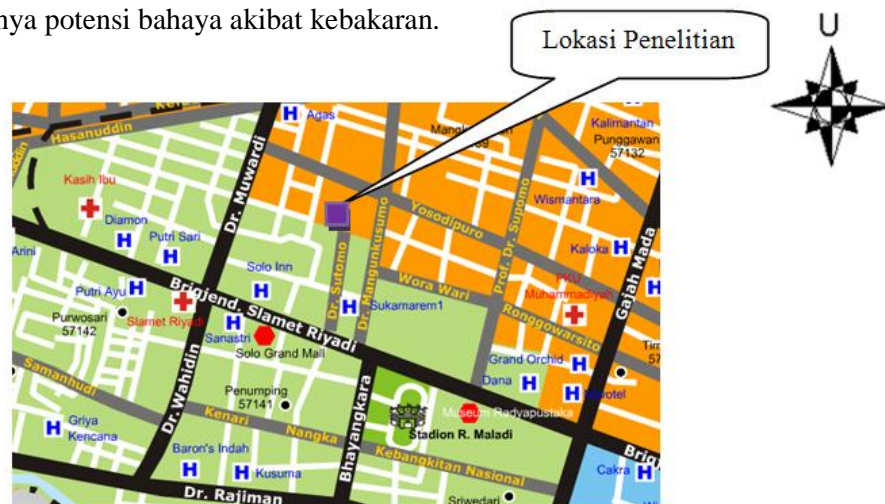 nya potensi bahaya akibat kebakaran.
Lokasi Penelitian
U
Hasanuddin
Agas
Kalimantan
Punggawan
57132
Kasih Ibu
Dr. Muwardi
Wismantara
Diamon
Yosodipuro
Prof. Dr. Supomo
Putri Sari
Arini
Kaloka
Gajah Mada
Solo Inn
Dr. Sutomo
Dr. Mangunkusumo
Wora Wari
PKU
Muhammadiyah
Putri Ayu
Brigjend. Slamet Riyadi
Sukamarem1
Ronggowarsito
Purwosari
57142
Slamet Riyadi
Sanastri
Solo Grand Mall
Grand Orchid
Samanhudi
Dr. Wahidin
Penumping
57141
Bhayangkara
Dana
Novotel
Museum Radyapustaka
Griya
Kencana
Kenari
Nangka
Stadion R. Maladi
Kebangkitan Nasional
Baron's Indah
Kusuma
Cakra
Dr. Rajiman
Sriwedari